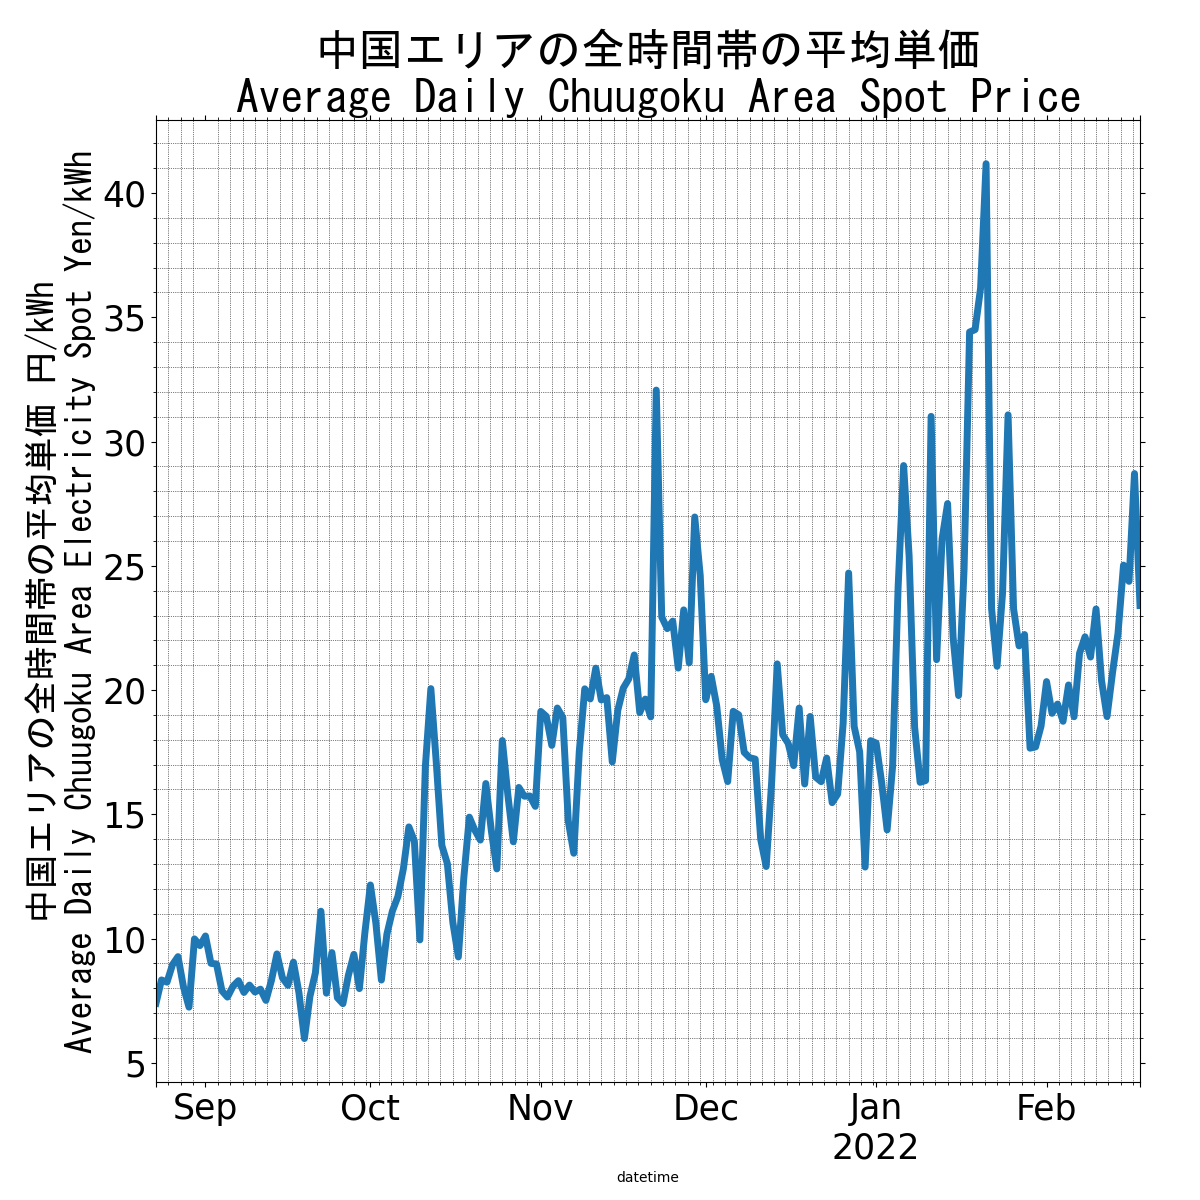 中国エリアの全時間帯の平均単価
Average Daily Chuugoku Area Spot Price
中国エリアの全時間帯の平均単価 円/kWh
Average Daily Chuugoku Area Electricity Spot Yen/kWh
40
35
30
25
20
15
10
5
Sep
Oct
Nov
Dec
Jan
2022
Feb
datetime